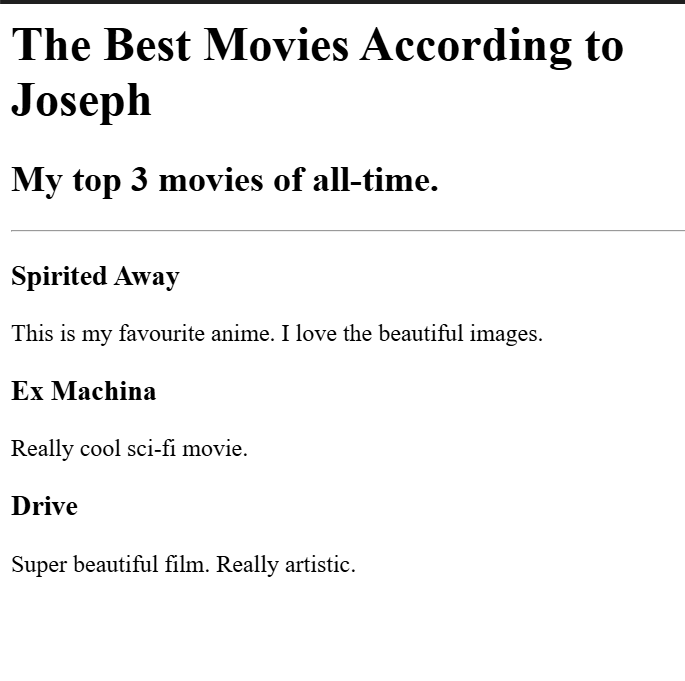 The Best Movies According to
Joseph
My top 3 movies of all-time.
Spirited Away
This is my favourite anime. I love the beautiful images.
Ex Machina
Really cool sci-fi movie.
Drive
Super beautiful film. Really artistic.